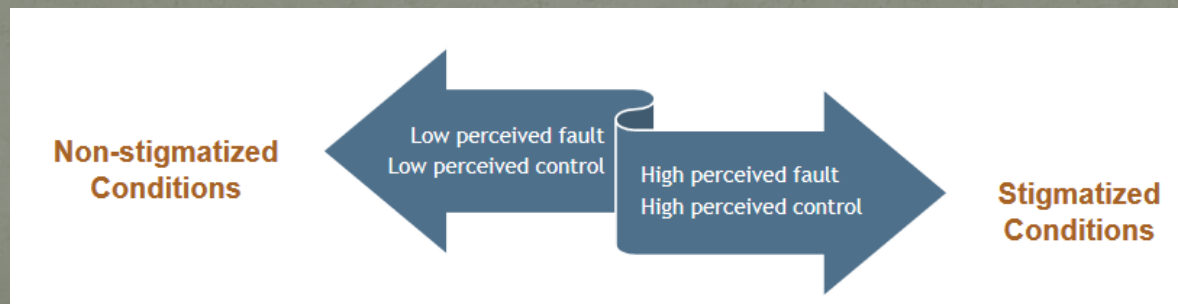 Non-stigmatized
Conditions
Low perceived fault
Low perceived control
High perceived fault
High perceived control
Stigmatized
Conditions